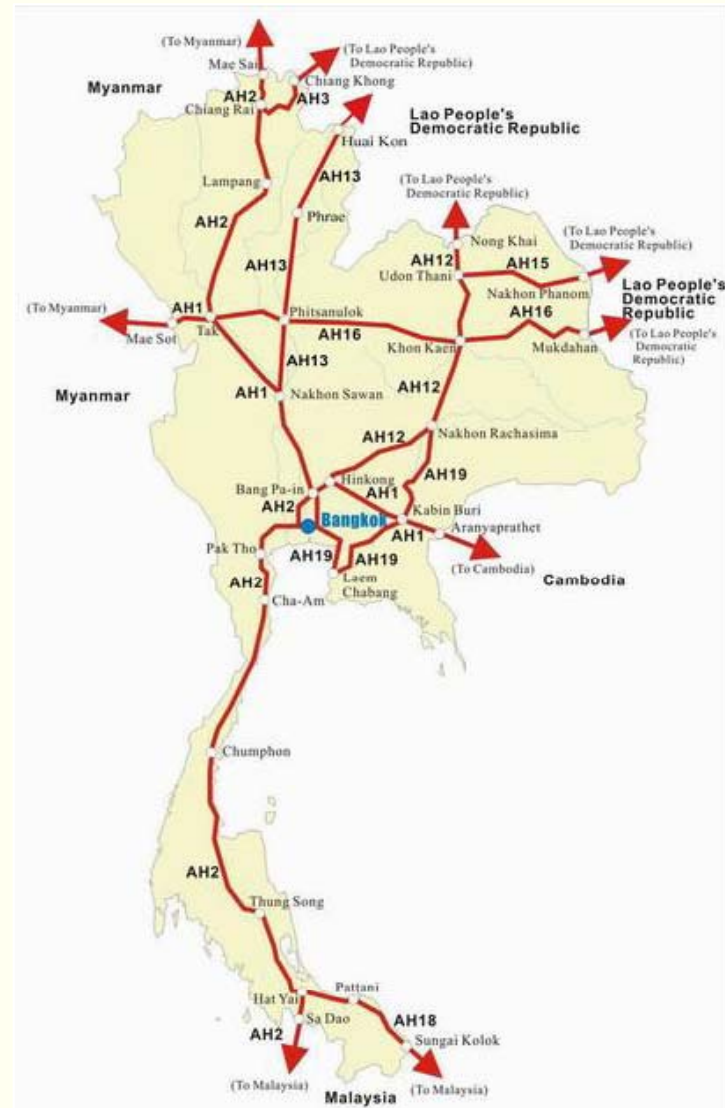 (To Myanmar)
(To Lao People's
Democratic Republic)
Mae Sai
Chiang Khong
Myanmar
AH2
AH3
Chiang Rai
Lao People's
Democratic Republic
Huai Kon
AH13
Lampang
(To Lao People's
Democratic Republic)
AH2
Phrae
(To Lao People's
Democratic Republic)
Nong Khai
AH13
AH12
AH15
Udon Thani
Nakhon Phanom
Lao People's
Democratic
Republic
(To Myanmar)
AH1
Phitsanulok
AH16
Mae Sot
Tak
AH16
Khon Kaen
Mukdahan
(To Lao People's
Democratic
Republic)
AH13
Myanmar
AH1
Nakhon Sawan
AH12
AH12
Nakhon Rachasima
AH19
Hinkong
Bang Pa-in
AH1
AH2
Kabin Buri
Bangkok
Aranyaprathet
AH1
Pak Tho
AH19
AH19
(To Cambodia)
Cambodia
AH2
Laem
Chabang
Cha-Am
Chumphon
AH2
Thung Song
Pattani
Hat Yai
Sa Dao
AH18
AH2
Sungai Kolok
(To Malaysia)
(To Malaysia)
Malaysia